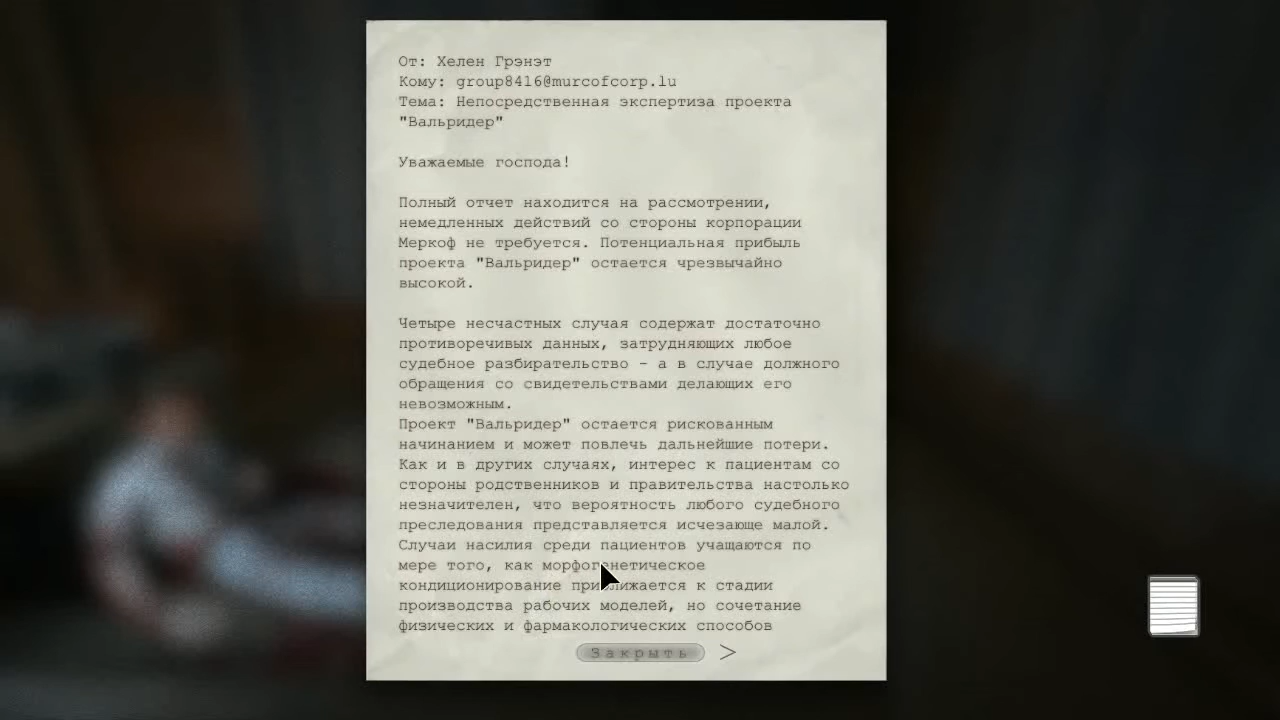 От: Хелен Грэнэт
Кому: group8416@murcofcorp.lu
Тема: Непосредственная экспертиза проекта
"Вальридер"
Уважаемые господа!
Полный отчет находится на рассмотрении,
немедленных действий со стороны корпорации
Меркоф не требуется. Потенциальная прибыль
проекта "Вальридер" остается чрезвычайно
высокой.
Четыре несчастных случая содержат достаточно
противоречивых данных, затрудняющих любое
судебное разбирательство - а в случае должного
обращения со свидетельствами делающих его
невозможным.
Проект "Вальридер" остается рискованным
начинанием и может повлечь дальнейшие потери.
Как и в других случаях, интерес к пациентам со
стороны родственников и правительства настолько
незначителен, что вероятность любого судебного
преследования представляется исчезающе малой.
Случаи насилия среди пациентов учащаются по
мере того, как морфогенетическое
кондиционирование приближается к стадии
производства рабочих моделей, но сочетание
физических и фармакологических способов
Закрыть >